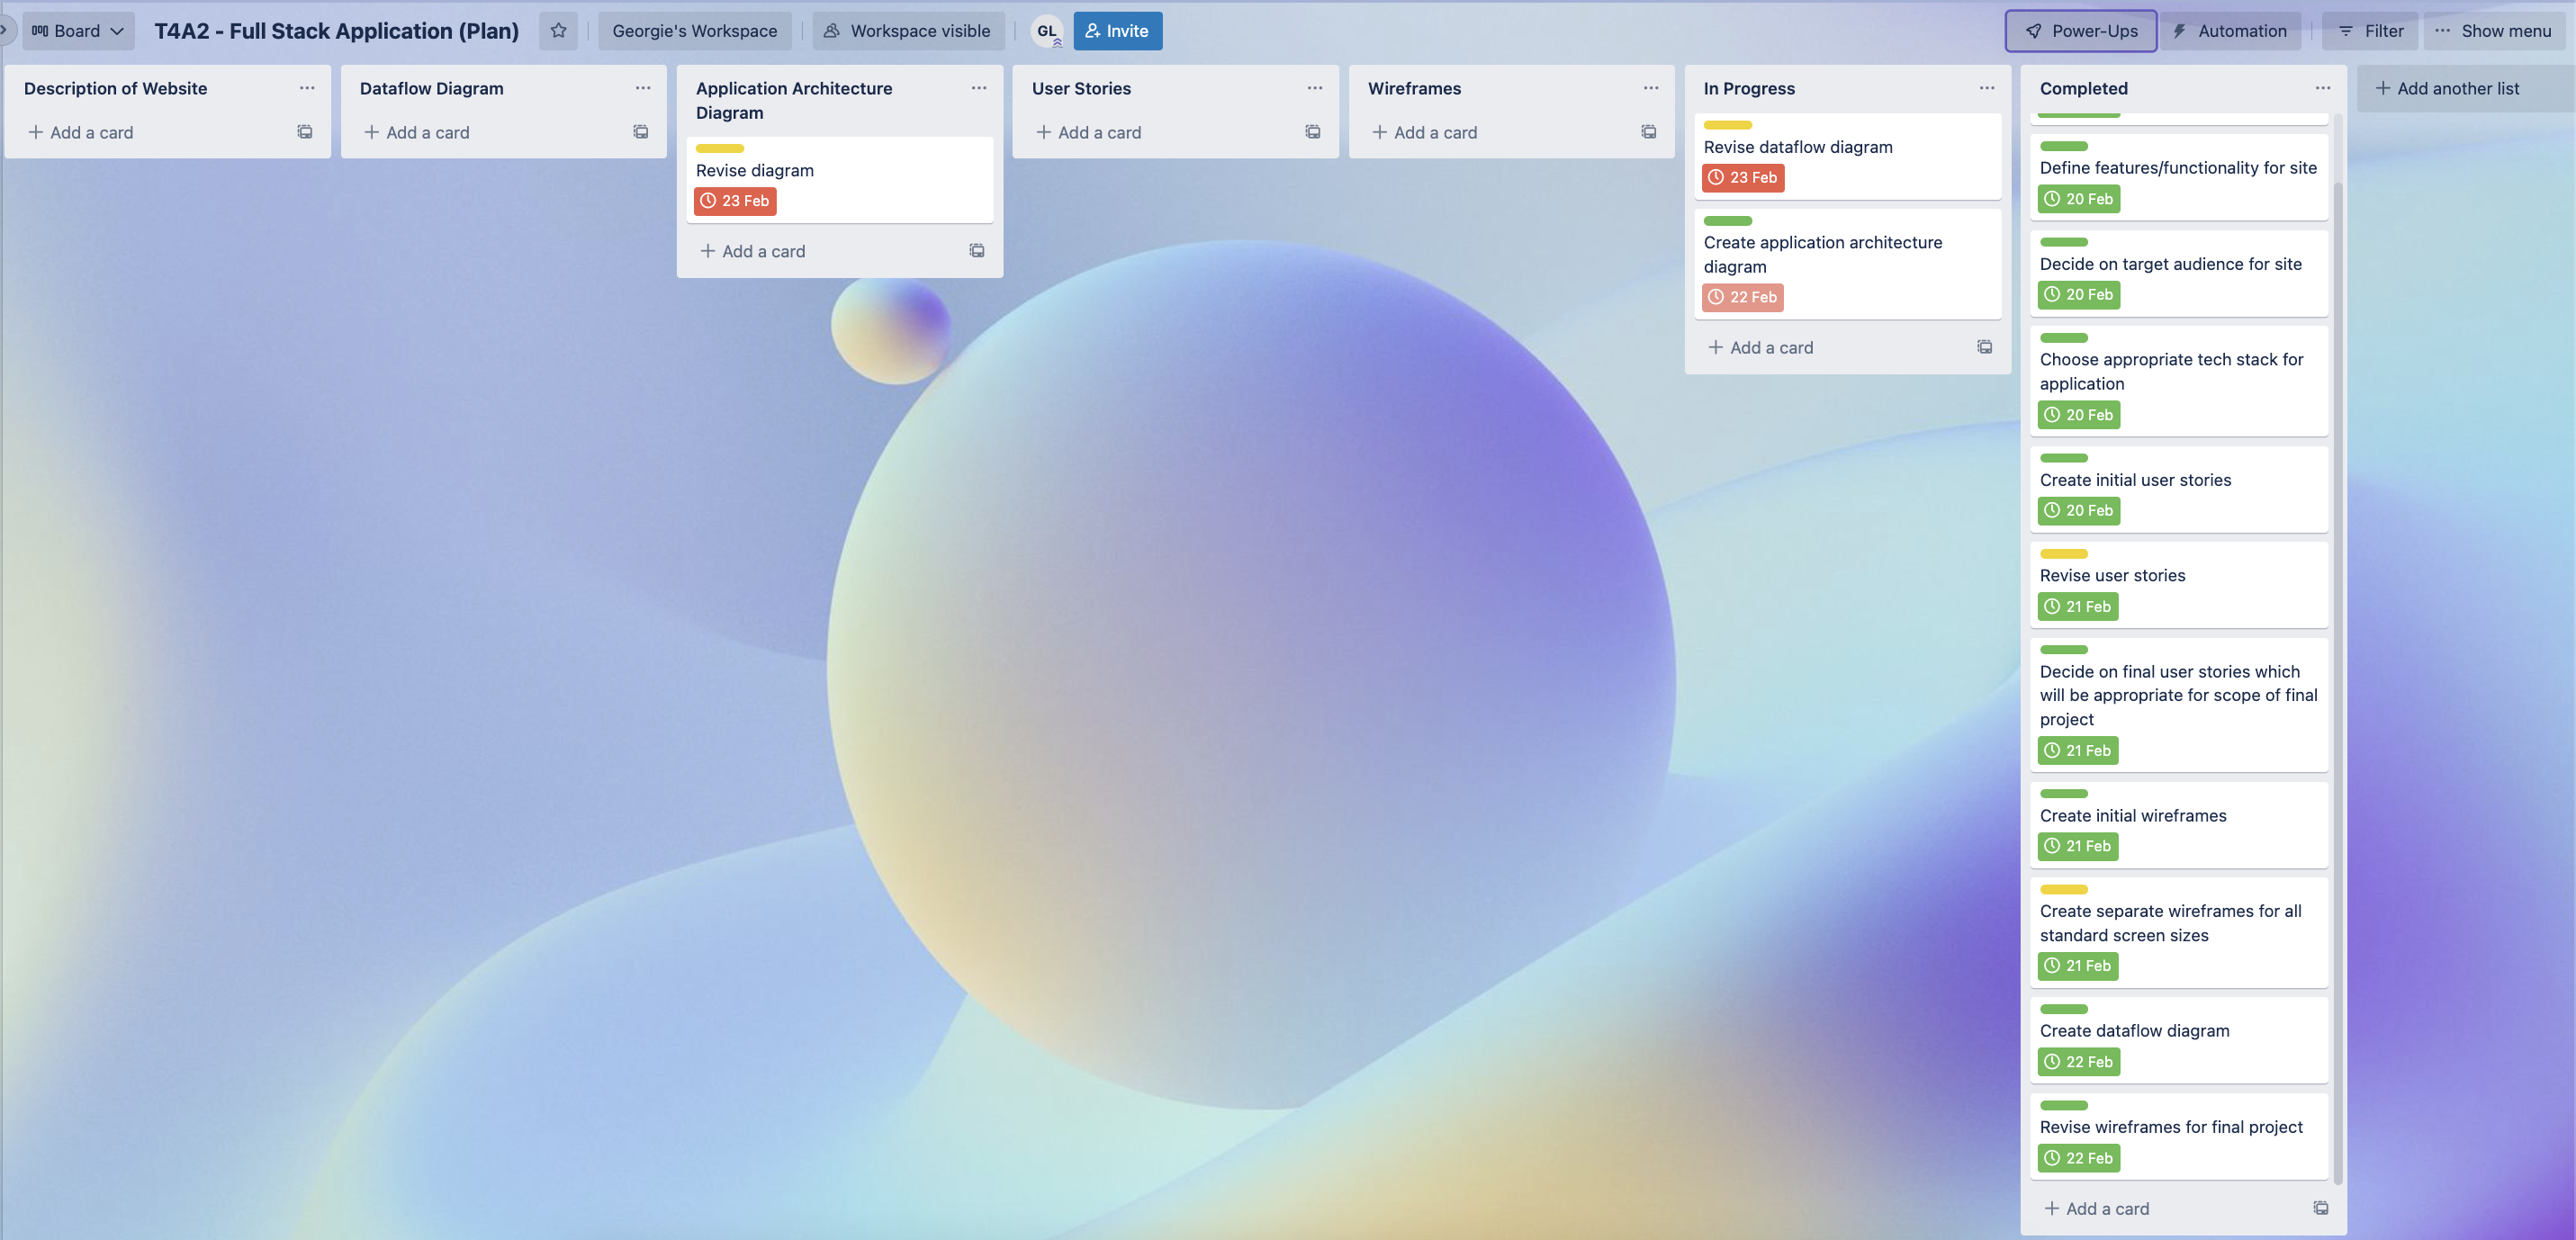 Board
T4A2 - Full Stack Application (Plan)
Georgie's Workspace
Workspace visible
GL
Invite
Power-Ups
Automation
Filter
Show menu
Description of Website
Add a card
Dataflow Diagram
Add a card
Application Architecture
Diagram
Revise diagram
23 Feb
Add a card
User Stories
Add a card
Wireframes
Add a card
In Progress
Revise dataflow diagram
23 Feb
Create application architecture
diagram
22 Feb
Add a card
Completed
Define features/functionality for site
20 Feb
Decide on target audience for site
20 Feb
Choose appropriate tech stack for
application
20 Feb
Create initial user stories
20 Feb
Revise user stories
21 Feb
Decide on final user stories which
will be appropriate for scope of final
project
21 Feb
Create initial wireframes
21 Feb
Create separate wireframes for all
standard screen sizes
21 Feb
Create dataflow diagram
22 Feb
Revise wireframes for final project
22 Feb
Add a card
Add another list